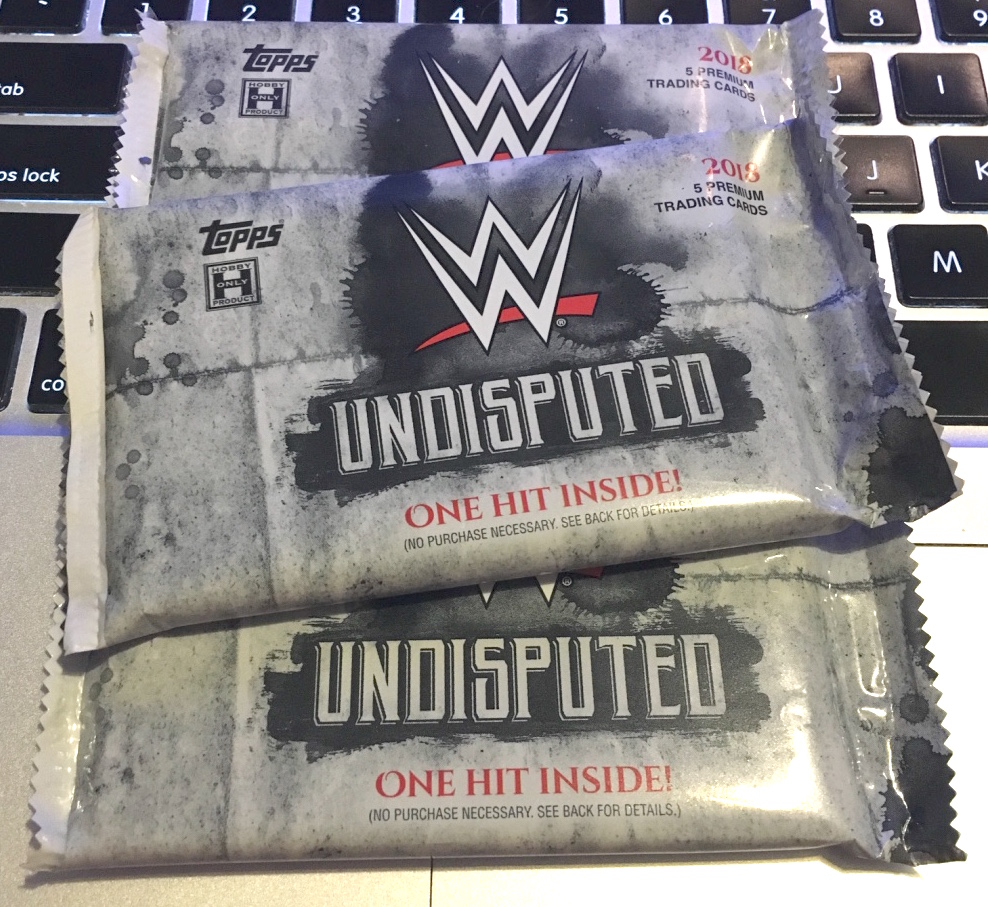 1 2 3 4 5 6 7 8 9
tab
I
os lock
J
K
M
co
Topps
HOBBY
ONLY
PRODUCT
H
W
2018
5 PREMIUM
TRADING CARDS
Topps
HOBBY
ONLY
PRODUCT
H
W
®
2018
5 PREMIUM
TRADING CARDS
UNDISPUTED
ONE HIT INSIDE!
(NO PURCHASE NECESSARY. SEE BACK FOR DETAILS.)
®
UNDISPUTED
ONE HIT INSIDE!
(NO PURCHASE NECESSARY. SEE BACK FOR DETAILS.)